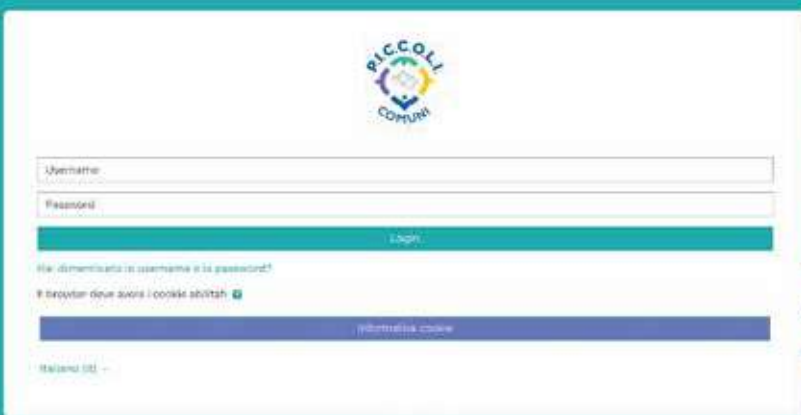 P.I.C.C.O.L.I.
COMUNI
Username
Password
Login
Hai dimenticato lo username o la password?
Il browser deve avere i cookie abilitati
Informativa cookie
Italiano (it)